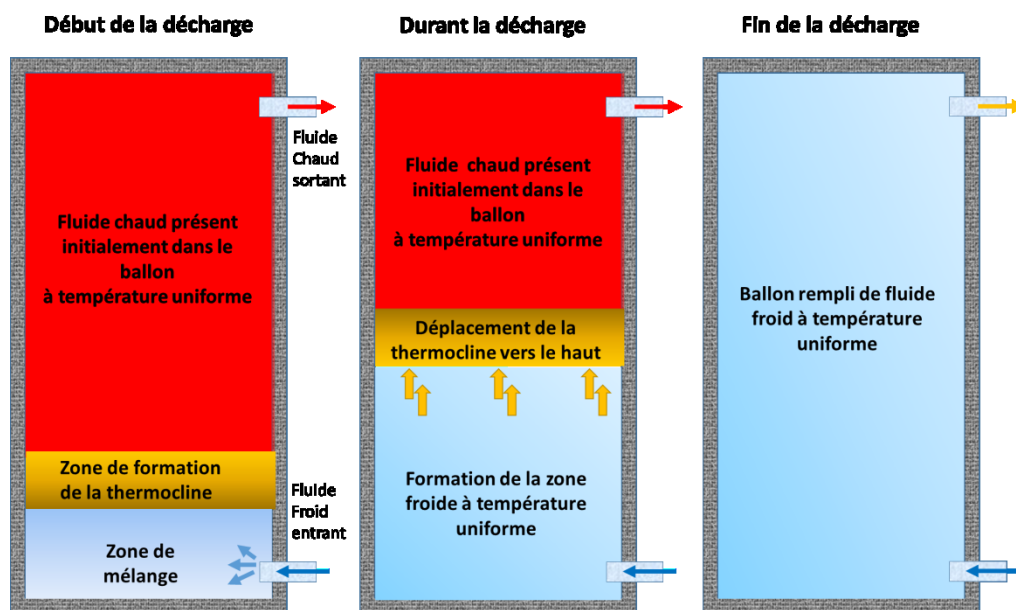 Début de la décharge
Fluide chaud présent
initialement dans le
ballon
à température uniforme
Zone de formation
de la thermocline
Zone de
mélange
Fluide
Chaud
sortant
Fluide
Froid
entrant
Durant la décharge
Fluide chaud présent
initialement dans le
ballon
à température uniforme
Déplacement de la
thermocline vers le haut
Formation de la zone
froide à température
uniforme
Fin de la décharge
Ballon rempli de fluide
froid à température
uniforme